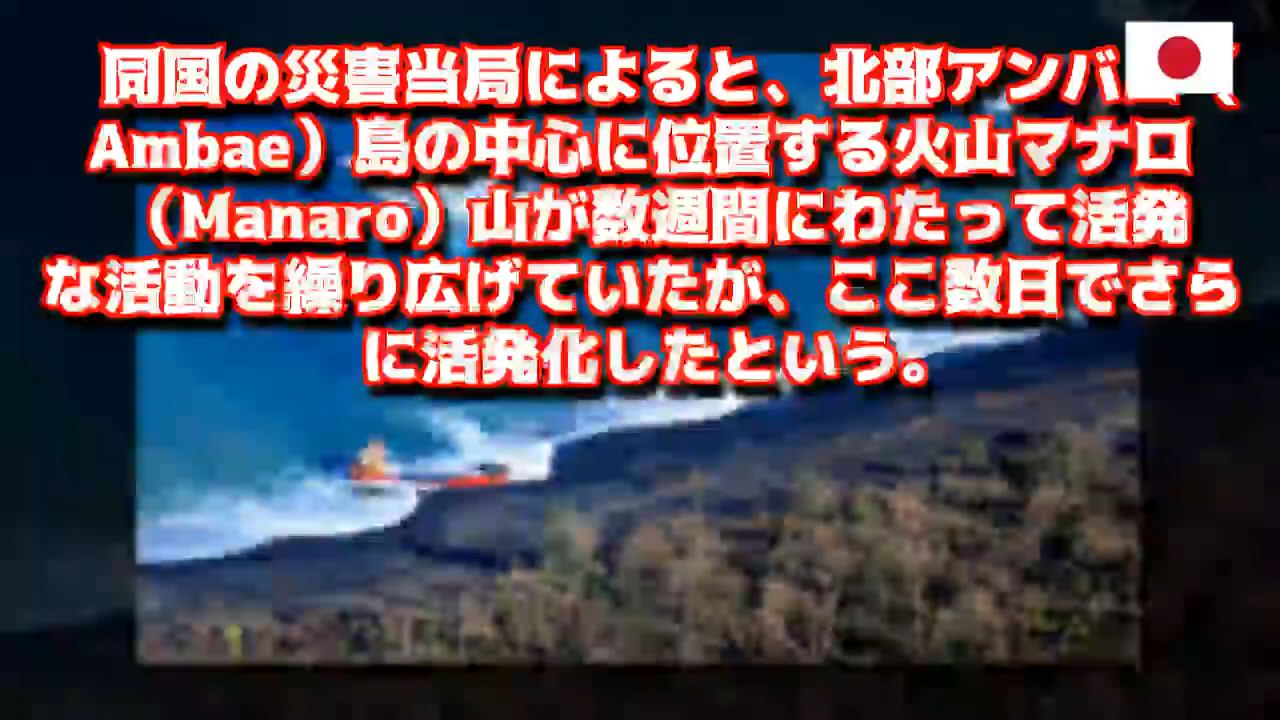 同国の災害当局によると、北部アンバ
Ambae）島の中心に位置する火山マナロ
（Manaro）山が数週間にわたって活発
な活動を繰り広げていたが、ここ数日でさら
に活発化したという。